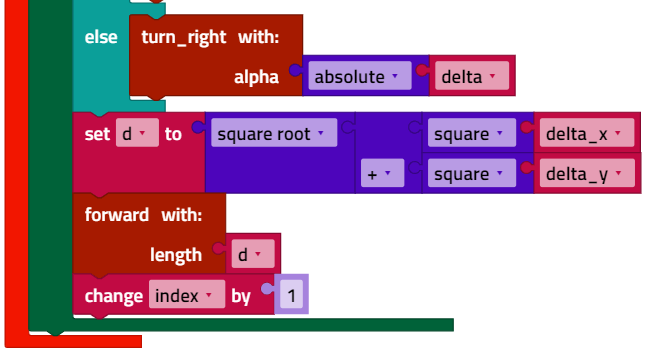 else turn_right with:
alpha absolute delta
set d to square root square delta_x
+ square delta_y
forward with:
length d
change index by 1